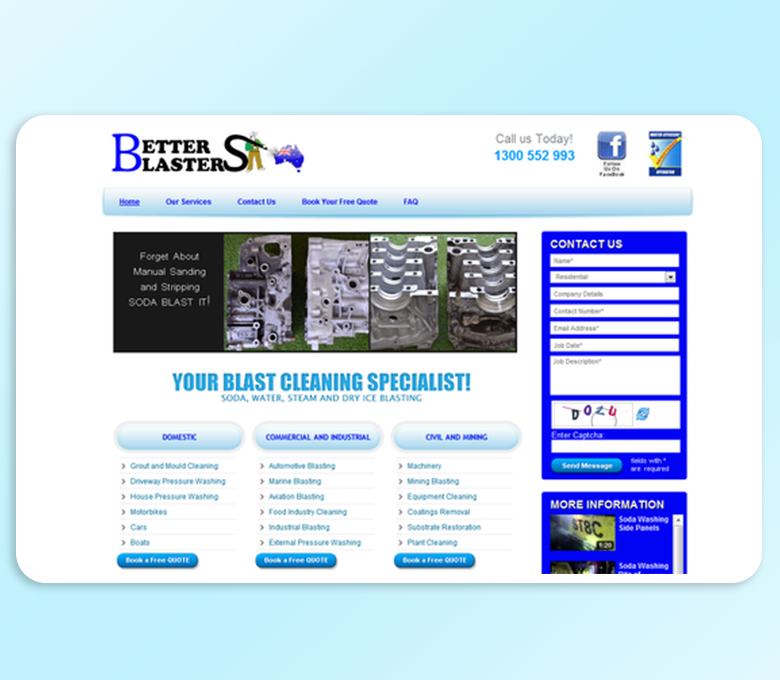 BETTER
BLASTERS
Call us Today!
1300 552 993
Follow
Us On
FaceBook
Home
Our Services
Contact Us
Book Your Free Quote
FAQ
Forget About
Manual Sanding
and Stripping
SODA BLAST IT!
YOUR BLAST CLEANING SPECIALIST!
SODA, WATER, STEAM AND DRY ICE BLASTING
DOMESTIC
Grout and Mould Cleaning
Driveway Pressure Washing
House Pressure Washing
Motorbikes
Cars
Boats
Book a Free QUOTE
COMMERCIAL AND INDUSTRIAL
Automotive Blasting
Marine Blasting
Aviation Blasting
Food Industry Cleaning
Industrial Blasting
External Pressure Washing
Book a Free QUOTE
CIVIL AND MINING
Machinery
Mining Blasting
Equipment Cleaning
Coatings Removal
Substrate Restoration
Plant Cleaning
Book a Free QUOTE
CONTACT US
Name*
Residential
Company Details
Contact Number*
Email Address*
Job Date*
Job Description*
Enter Captcha:
Send Message
fields with *
are required
MORE INFORMATION
1:20
Soda Washing
Side Panels
Soda Washing